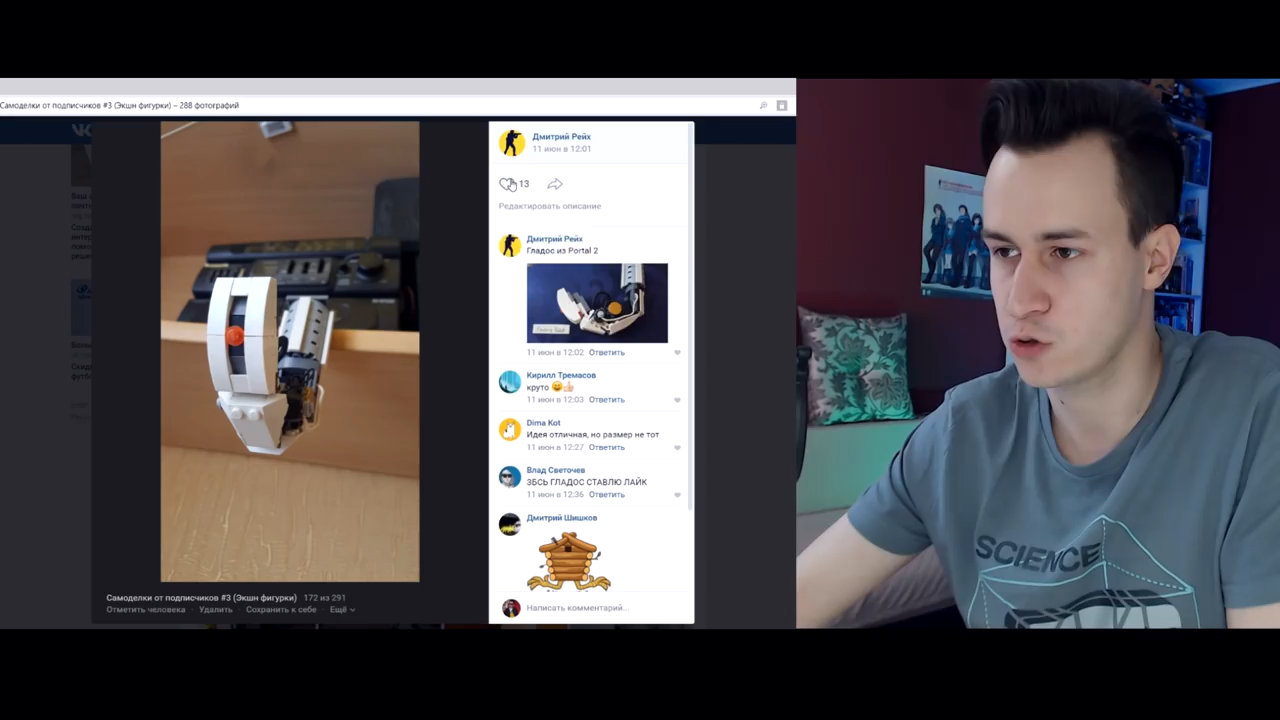 Самоделки от подписчиков #3 (Экшн фигурки) – 288 фотографий
Дмитрий Рейх
11 июн в 12:01
13
Редактировать описание
Дмитрий Рейх
Гладос из Portal 2
11 июн в 12:02 Ответить
Кирилл Тремасов
круто 😄👍
11 июн в 12:03 Ответить
Dima Kot
Идея отличная, но размер не тот
11 июн в 12:27 Ответить
Влад Светочев
ЗБСЬ ГЛАДОС СТАВЛЮ ЛАЙК
11 июн в 12:36 Ответить
Дмитрий Шишков
Написать комментарий...
Самоделки от подписчиков #3 (Экшн фигурки) 172 из 291
Отметить человека · Удалить · Сохранить к себе · Ещё
SCIENCE